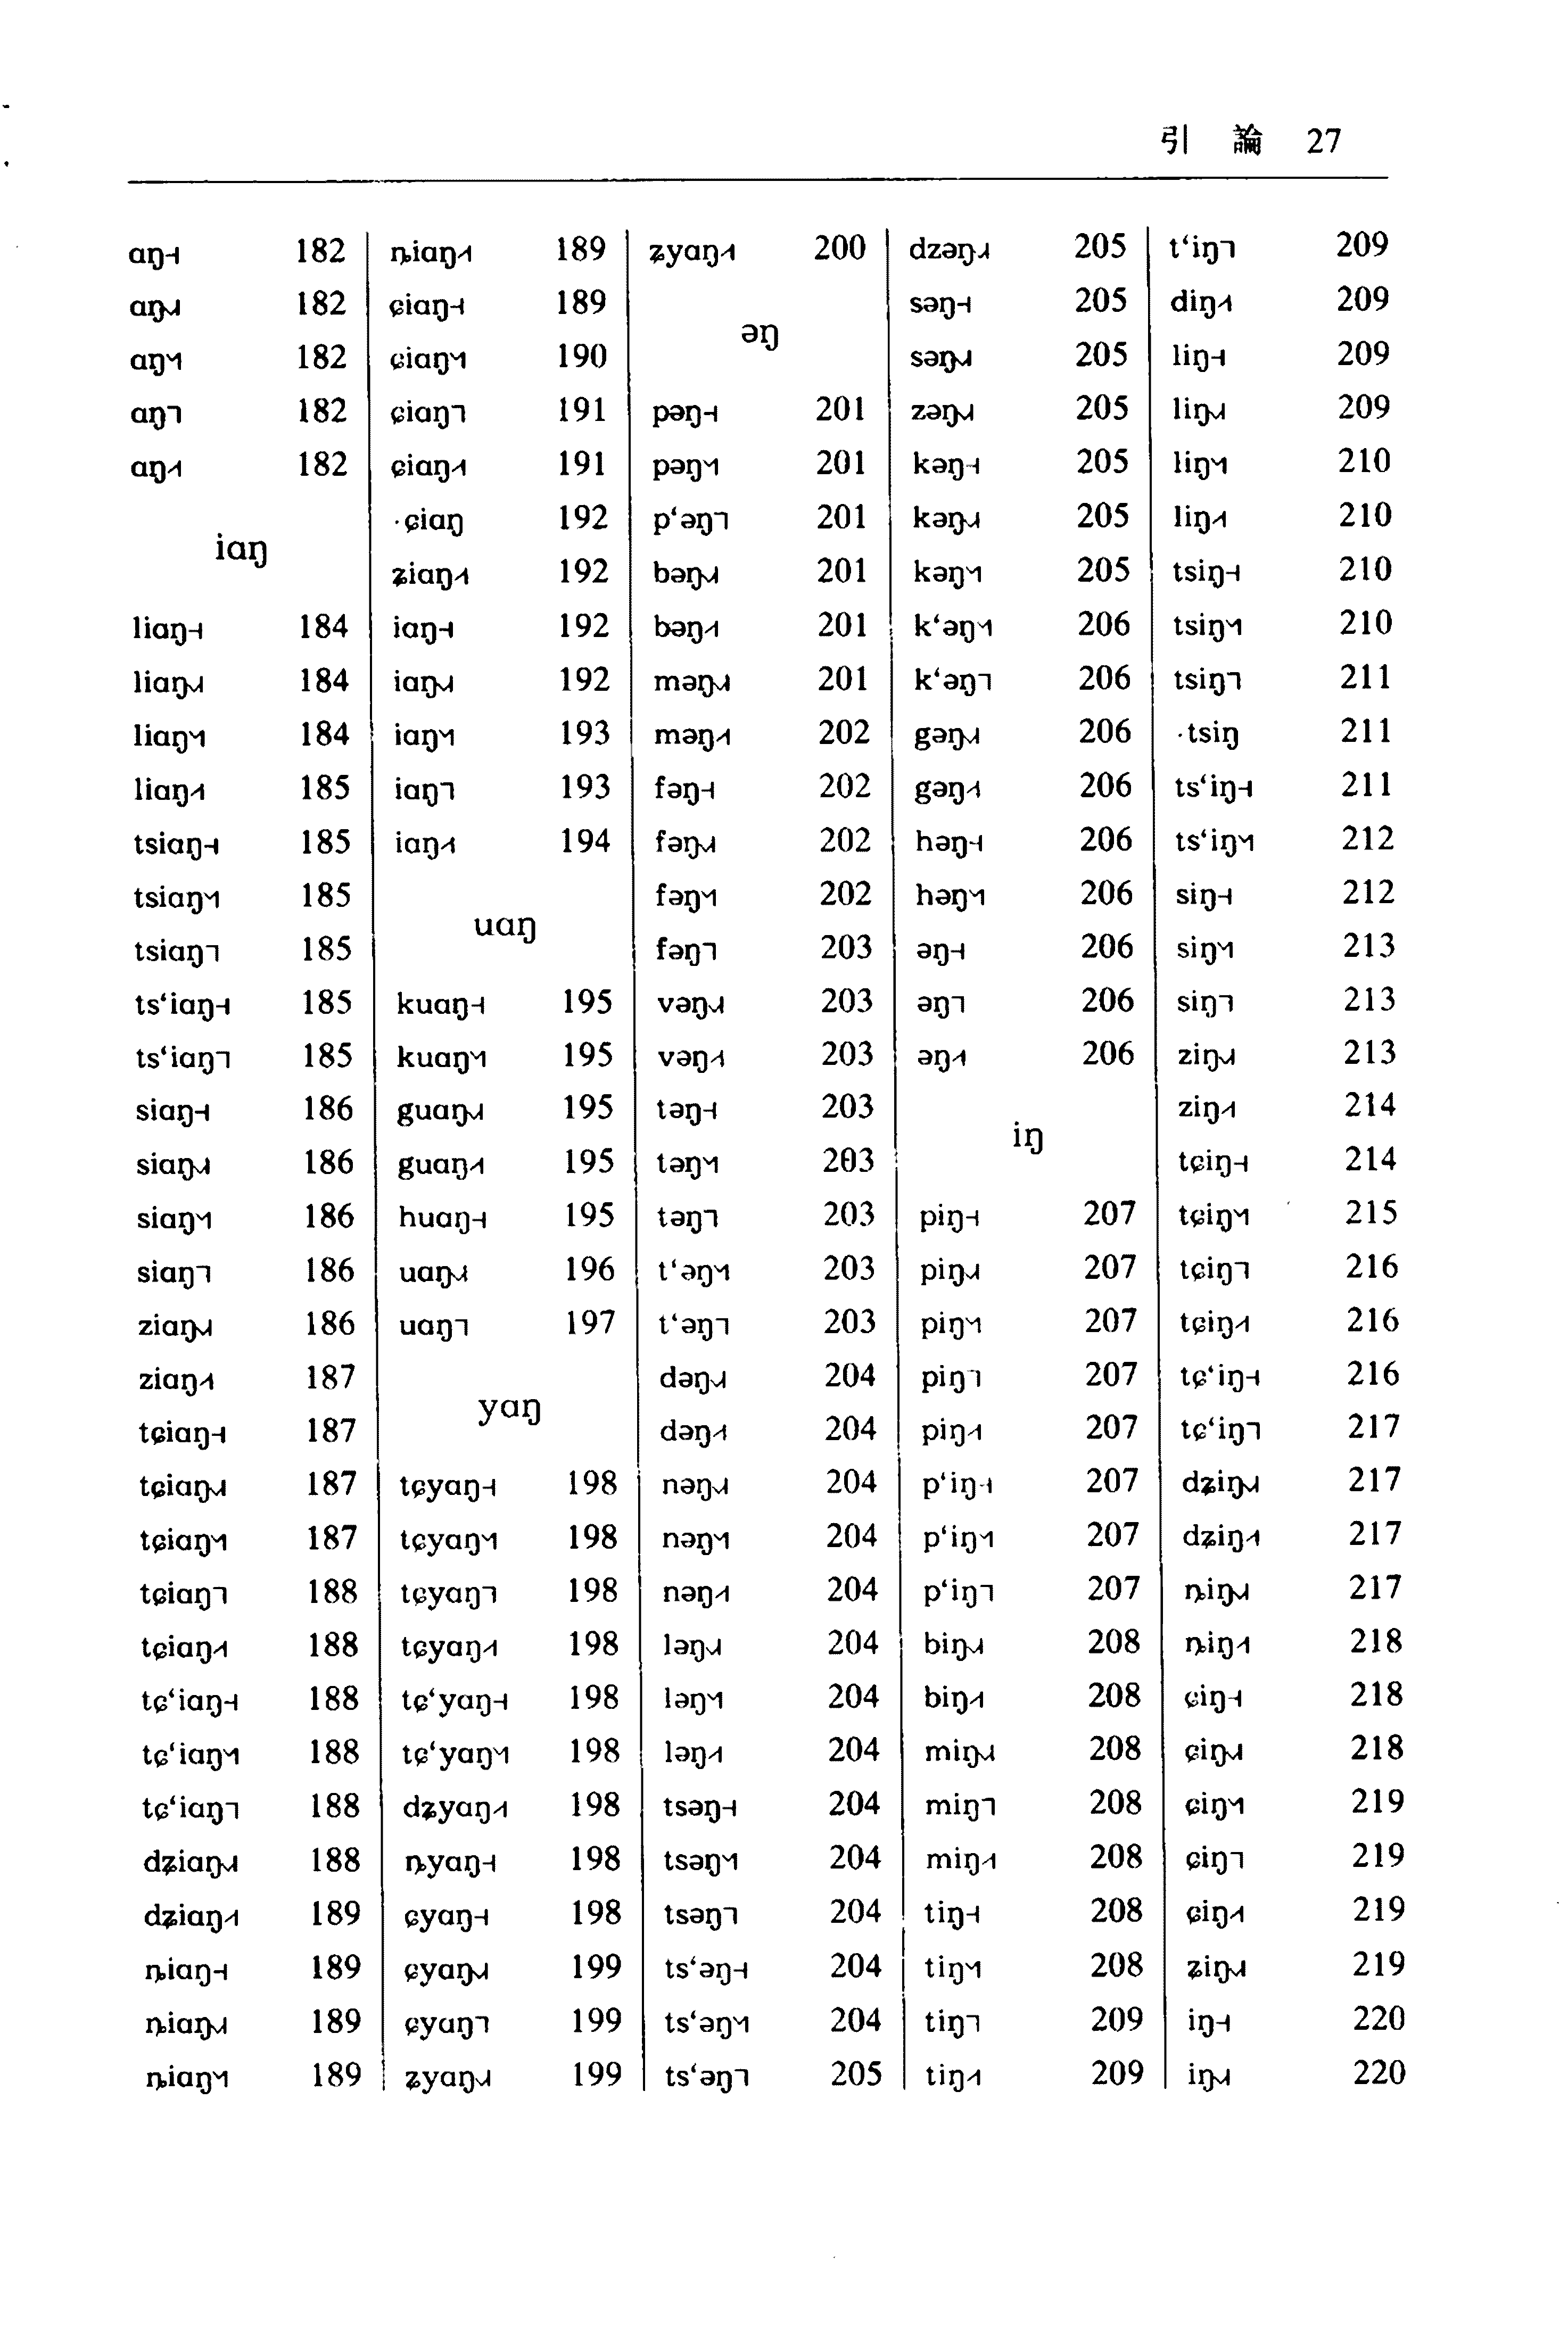 引 論 27
ɑŋ˧ 182
ɑŋ˩˧ 182
ɑŋ˦˨ 182
ɑŋ˥ 182
ɑŋ˨˦ 182
iɑŋ
liɑŋ˧ 184
liɑŋ˩˧ 184
liɑŋ˦˨ 184
liɑŋ˨˦ 185
tsiɑŋ˧ 185
tsiɑŋ˦˨ 185
tsiɑŋ˥ 185
ts‘iɑŋ˧ 185
ts‘iɑŋ˥ 185
siɑŋ˧ 186
siɑŋ˩˧ 186
siɑŋ˦˨ 186
siɑŋ˥ 186
ziɑŋ˩˧ 186
ziɑŋ˨˦ 187
tɕiɑŋ˧ 187
tɕiɑŋ˩˧ 187
tɕiɑŋ˦˨ 187
tɕiɑŋ˥ 188
tɕiɑŋ˨˦ 188
tɕ‘iɑŋ˧ 188
tɕ‘iɑŋ˦˨ 188
tɕ‘iɑŋ˥ 188
dʑiɑŋ˩˧ 188
dʑiɑŋ˨˦ 189
ȵiɑŋ˧ 189
ȵiɑŋ˩˧ 189
ȵiɑŋ˦˨ 189
ȵiɑŋ˨˦ 189
ɕiɑŋ˧ 189
ɕiɑŋ˦˨ 190
ɕiɑŋ˥ 191
ɕiɑŋ˨˦ 191
·ɕiɑŋ 192
ʑiɑŋ˨˦ 192
iɑŋ˧ 192
iɑŋ˩˧ 192
iɑŋ˦˨ 193
iɑŋ˥ 193
iɑŋ˨˦ 194
uɑŋ
kuɑŋ˧ 195
kuɑŋ˦˨ 195
guɑŋ˩˧ 195
guɑŋ˨˦ 195
huɑŋ˧ 195
uɑŋ˩˧ 196
uɑŋ˥ 197
yɑŋ
tɕyɑŋ˧ 198
tɕyɑŋ˦˨ 198
tɕyɑŋ˥ 198
tɕyɑŋ˨˦ 198
tɕ‘yɑŋ˧ 198
tɕ‘yɑŋ˦˨ 198
dʑyɑŋ˨˦ 198
ȵyɑŋ˧ 198
ɕyɑŋ˧ 198
ɕyɑŋ˩˧ 199
ɕyɑŋ˥ 199
ʑyɑŋ˩˧ 199
ʑyɑŋ˨˦ 200
əŋ
pəŋ˧ 201
pəŋ˦˨ 201
p‘əŋ˥ 201
bəŋ˩˧ 201
bəŋ˨˦ 201
məŋ˩˧ 201
məŋ˨˦ 202
fəŋ˧ 202
fəŋ˩˧ 202
fəŋ˦˨ 202
fəŋ˥ 203
vəŋ˩˧ 203
vəŋ˨˦ 203
təŋ˧ 203
təŋ˦˨ 203
təŋ˥ 203
t‘əŋ˦˨ 203
t‘əŋ˥ 203
dəŋ˩˧ 204
dəŋ˨˦ 204
nəŋ˩˧ 204
nəŋ˦˨ 204
nəŋ˨˦ 204
ləŋ˩˧ 204
ləŋ˦˨ 204
ləŋ˨˦ 204
tsəŋ˧ 204
tsəŋ˦˨ 204
tsəŋ˥ 204
ts‘əŋ˧ 204
ts‘əŋ˦˨ 204
ts‘əŋ˥ 205
dzəŋ˩˧ 205
səŋ˧ 205
səŋ˩˧ 205
zəŋ˩˧ 205
kəŋ˧ 205
kəŋ˩˧ 205
kəŋ˦˨ 205
k‘əŋ˦˨ 206
k‘əŋ˥ 206
gəŋ˩˧ 206
gəŋ˨˦ 206
həŋ˧ 206
həŋ˦˨ 206
əŋ˧ 206
əŋ˥ 206
əŋ˨˦ 206
iŋ
piŋ˧ 207
piŋ˩˧ 207
piŋ˦˨ 207
piŋ˥ 207
piŋ˨˦ 207
p‘iŋ˧ 207
p‘iŋ˦˨ 207
p‘iŋ˥ 207
biŋ˩˧ 208
biŋ˨˦ 208
miŋ˩˧ 208
miŋ˥ 208
miŋ˨˦ 208
tiŋ˧ 208
tiŋ˦˨ 208
tiŋ˥ 209
tiŋ˨˦ 209
t‘iŋ˥ 209
diŋ˨˦ 209
liŋ˧ 209
liŋ˩˧ 209
liŋ˦˨ 210
liŋ˨˦ 210
tsiŋ˧ 210
tsiŋ˦˨ 210
tsiŋ˥ 211
·tsiŋ 211
ts‘iŋ˧ 211
ts‘iŋ˦˨ 212
siŋ˧ 212
siŋ˦˨ 213
siŋ˥ 213
ziŋ˩˧ 213
ziŋ˨˦ 214
tɕiŋ˧ 214
tɕiŋ˦˨ 215
tɕiŋ˥ 216
tɕiŋ˨˦ 216
tɕ‘iŋ˧ 216
tɕ‘iŋ˥ 217
dʑiŋ˩˧ 217
dʑiŋ˨˦ 217
ȵiŋ˩˧ 217
ȵiŋ˨˦ 218
ɕiŋ˧ 218
ɕiŋ˩˧ 218
ɕiŋ˦˨ 219
ɕiŋ˥ 219
ɕiŋ˨˦ 219
ʑiŋ˩˧ 219
iŋ˧ 220
iŋ˩˧ 220